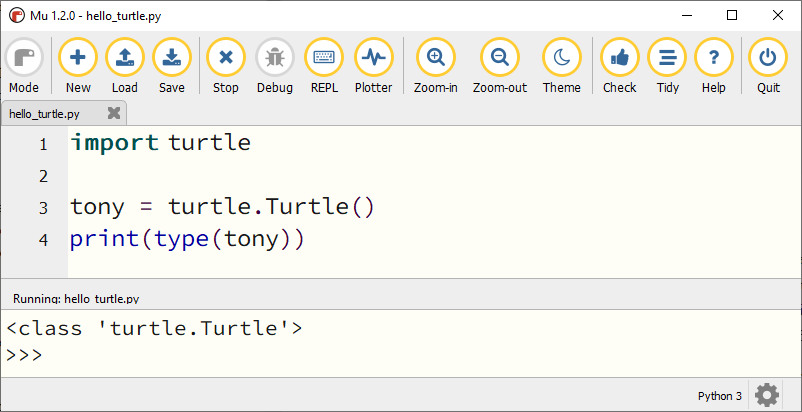 Mu 1.2.0 - hello_turtle.py
Mode New Load Save Stop Debug REPL Plotter Zoom-in Zoom-out Theme Check Tidy Help Quit
hello_turtle.py
1 import turtle
2
3 tony = turtle.Turtle()
4 print(type(tony))
Running: hello_turtle.py
<class 'turtle.Turtle'>
>>>
Python 3